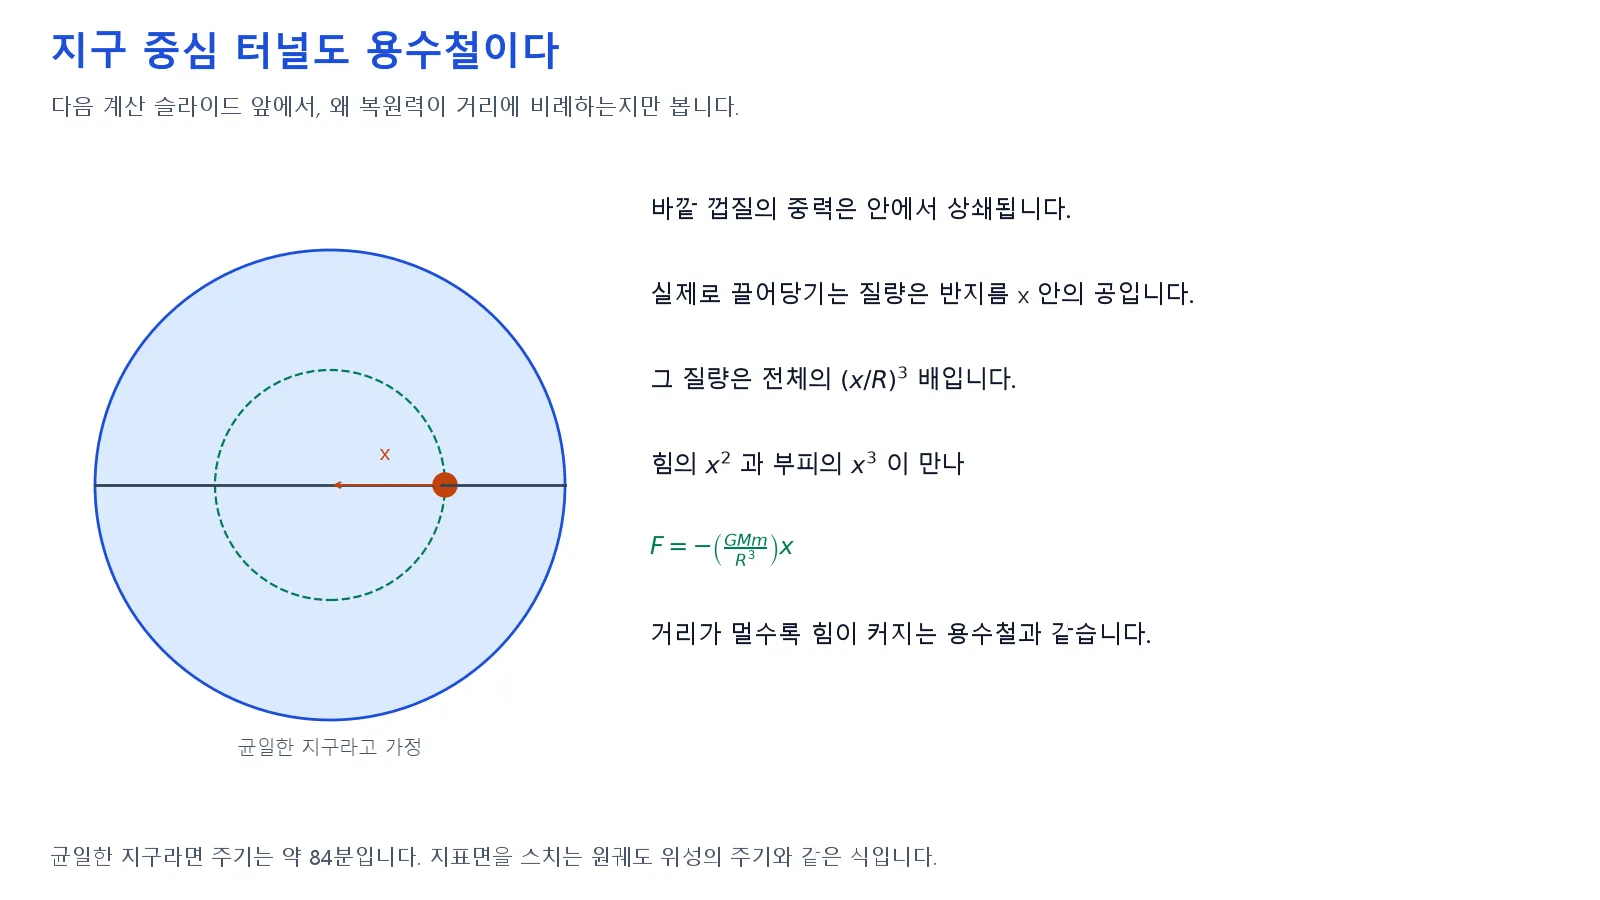 지구 중심 터널도 용수철이다
다음 계산 슬라이드 앞에서, 왜 복원력이 거리에 비례하는지만 봅니다.
바깥 껍질의 중력은 안에서 상쇄됩니다.
실제로 끌어당기는 질량은 반지름 x 안의 공입니다.
그 질량은 전체의 (x/R)³ 배입니다.
x
힘의 x² 과 부피의 x³ 이 만나
F = −(GMm/R³)x
거리가 멀수록 힘이 커지는 용수철과 같습니다.
균일한 지구라고 가정
균일한 지구라면 주기는 약 84분입니다. 지표면을 스치는 원궤도 위성의 주기와 같은 식입니다.